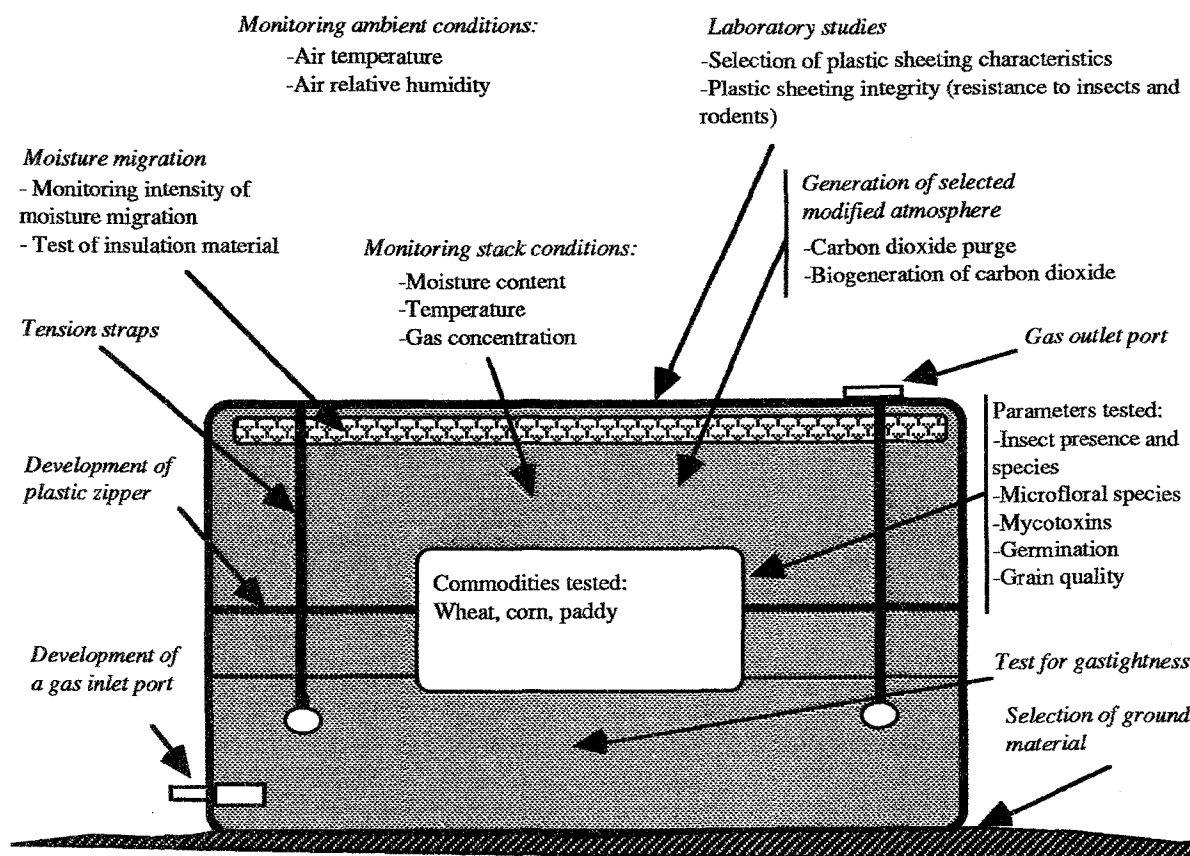 Monitoring ambient conditions:
-Air temperature
-Air relative humidity
Laboratory studies
-Selection of plastic sheeting characteristics
-Plastic sheeting integrity (resistance to insects and
rodents)
Moisture migration
- Monitoring intensity of
moisture migration
- Test of insulation material
Generation of selected
modified atmosphere
-Carbon dioxide purge
-Biogeneration of carbon dioxide
Monitoring stack conditions:
-Moisture content
-Temperature
-Gas concentration
Tension straps
Gas outlet port
Parameters tested:
-Insect presence and
species
-Microfloral species
-Mycotoxins
-Germination
-Grain quality
Development of
plastic zipper
Commodities tested:
Wheat, corn, paddy
Development of
a gas inlet port
Test for gastightness
Selection of ground
material